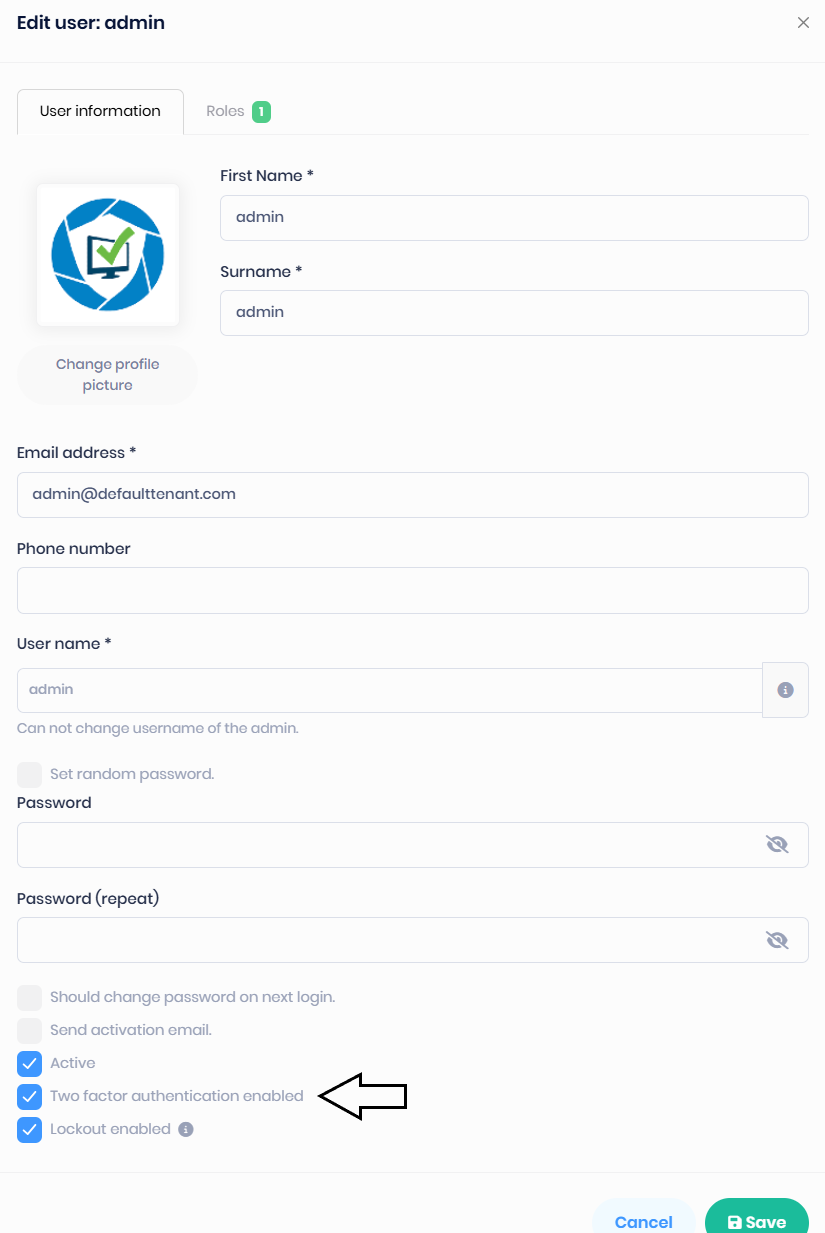 Edit user: admin
User information
Roles 1
First Name *
admin
Surname *
admin
Change profile
picture
Email address *
admin@defaulttenant.com
Phone number
User name *
admin
Can not change username of the admin.
Set random password.
Password
Password (repeat)
Should change password on next login.
Send activation email.
Active
Two factor authentication enabled
Lockout enabled
Cancel
Save